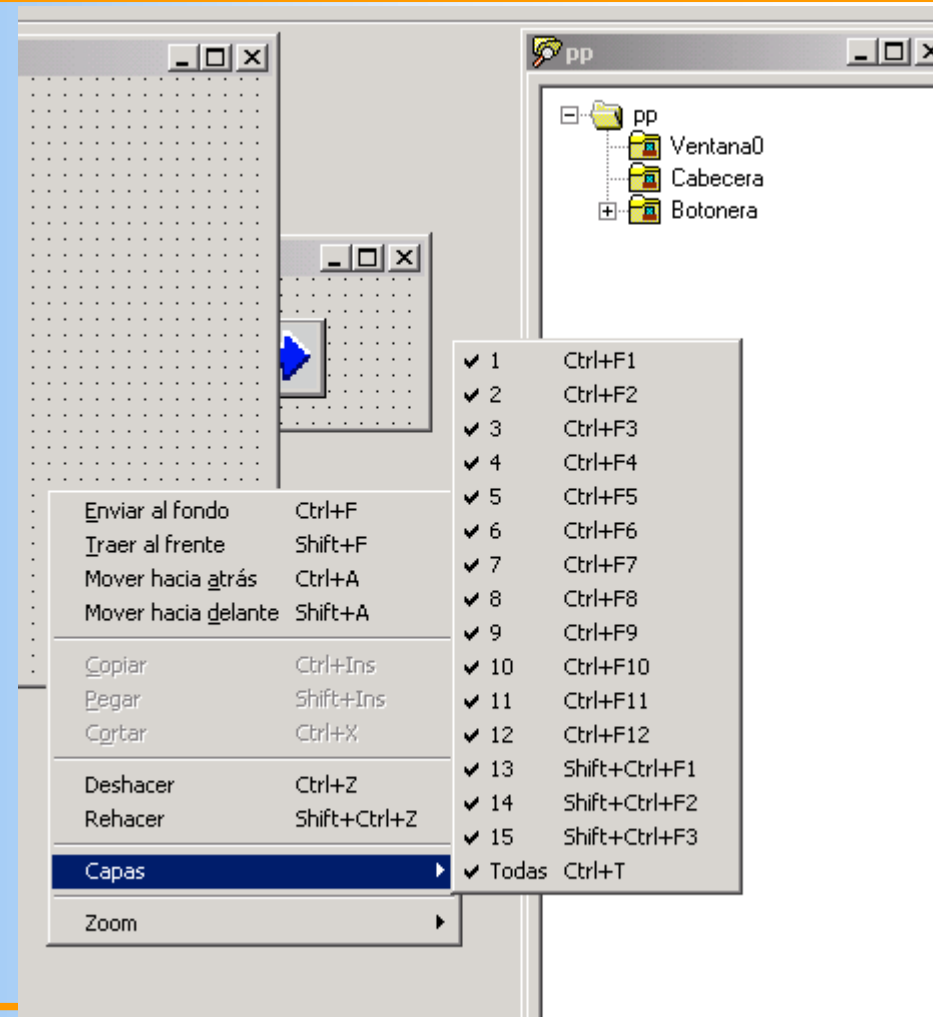 pp
pp
Ventana0
Cabecera
Botonera
Enviar al fondo Ctrl+F
Traer al frente Shift+F
Mover hacia atrás Ctrl+A
Mover hacia delante Shift+A
Copiar Ctrl+Ins
Pegar Shift+Ins
Cortar Ctrl+X
Deshacer Ctrl+Z
Rehacer Shift+Ctrl+Z
Capas
Zoom
1 Ctrl+F1
2 Ctrl+F2
3 Ctrl+F3
4 Ctrl+F4
5 Ctrl+F5
6 Ctrl+F6
7 Ctrl+F7
8 Ctrl+F8
9 Ctrl+F9
10 Ctrl+F10
11 Ctrl+F11
12 Ctrl+F12
13 Shift+Ctrl+F1
14 Shift+Ctrl+F2
15 Shift+Ctrl+F3
Todas Ctrl+T